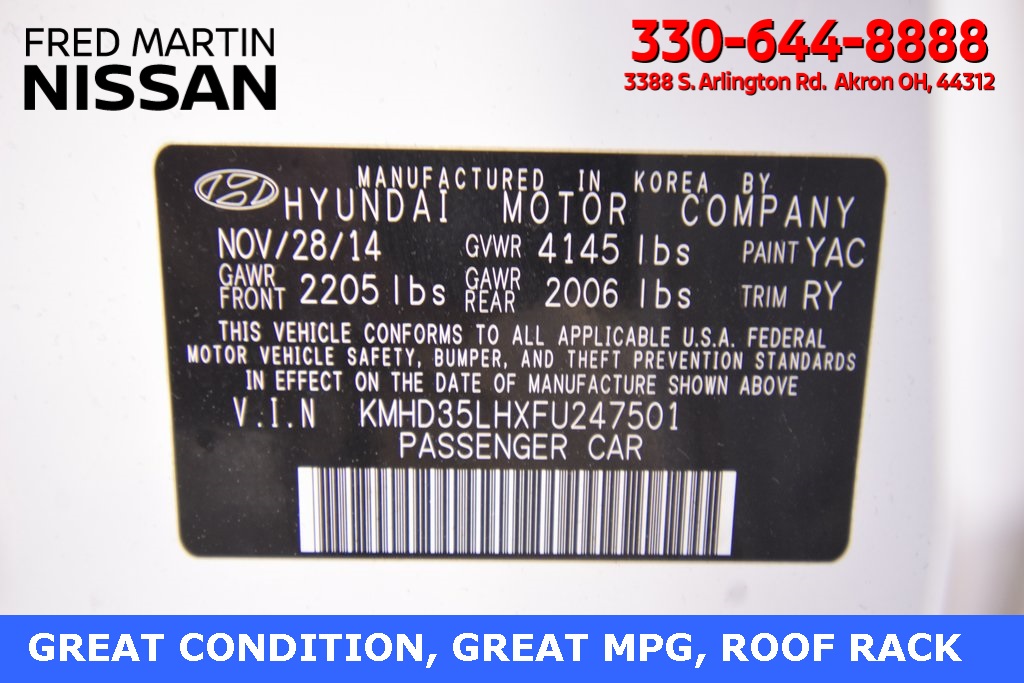 FRED MARTIN
NISSAN
330-644-8888
3388 S. Arlington Rd. Akron OH, 44312
MANUFACTURED IN KOREA BY
HYUNDAI MOTOR COMPANY
NOV/28/14 GVWR 4145 lbs PAINT YAC
GAWR FRONT 2205 lbs GAWR REAR 2006 lbs TRIM RY
THIS VEHICLE CONFORMS TO ALL APPLICABLE U.S.A. FEDERAL
MOTOR VEHICLE SAFETY, BUMPER, AND THEFT PREVENTION STANDARDS
IN EFFECT ON THE DATE OF MANUFACTURE SHOWN ABOVE
V.I.N KMHD35LHXFU247501
PASSENGER CAR
GREAT CONDITION, GREAT MPG, ROOF RACK